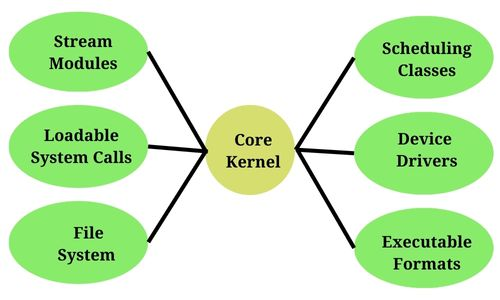 Stream
Modules
Loadable
System Calls
File
System
Core
Kernel
Scheduling
Classes
Device
Drivers
Executable
Formats